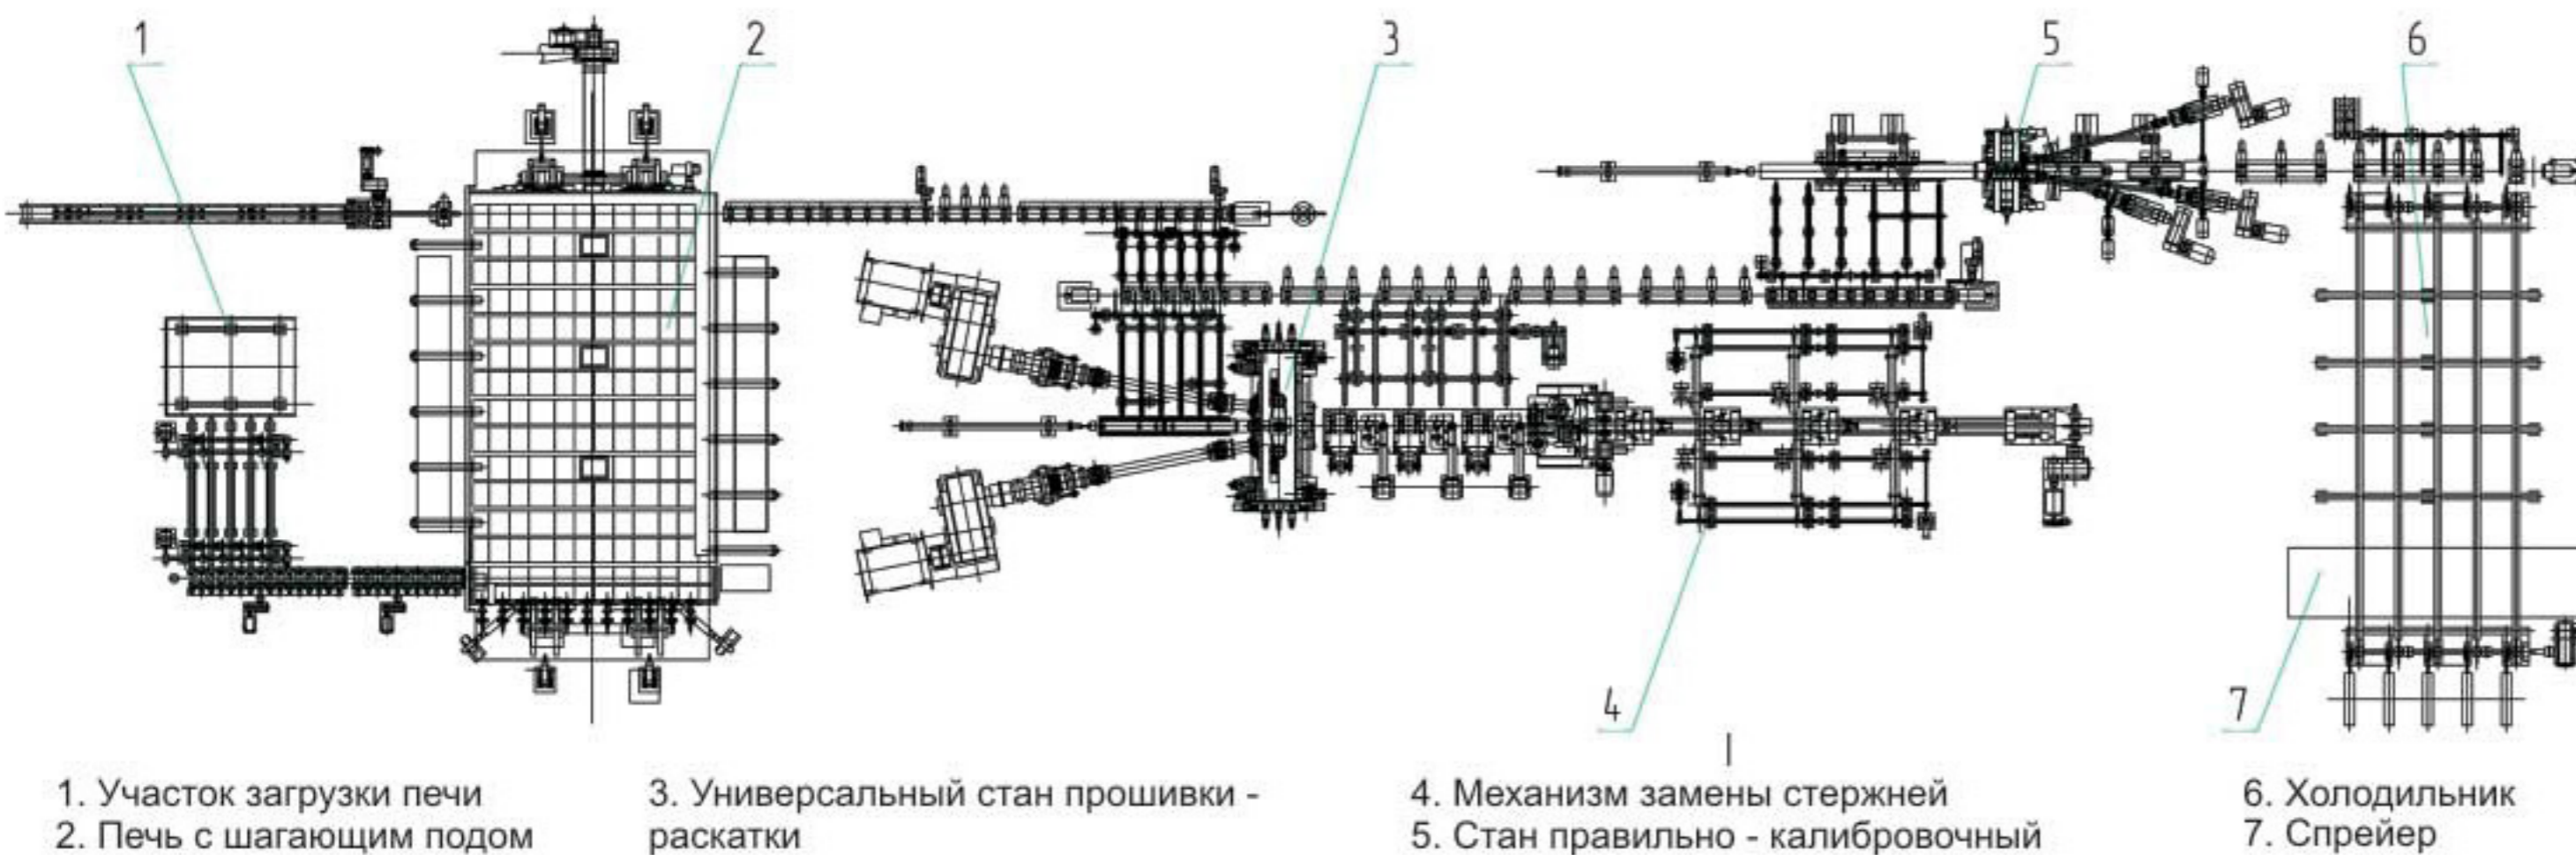 1
2
3
5
6
4
7
1. Участок загрузки печи
2. Печь с шагающим подом
3. Универсальный стан прошивки -
раскатки
4. Механизм замены стержней
5. Стан правильно - калибровочный
6. Холодильник
7. Спрейер